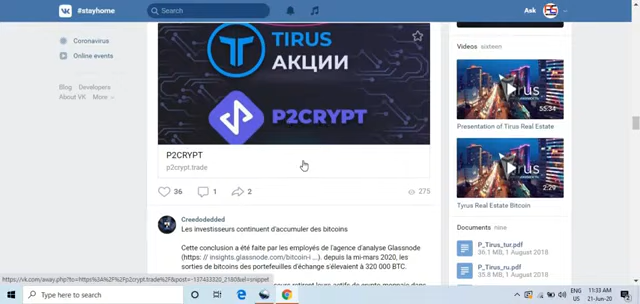 #stayhome
Search
Ask
Coronavirus
Online events
Blog Developers
About VK More
TIRUS
АКЦИИ
P2CRYPT
P2CRYPT
p2crypt.trade
36
1
2
275
Creedodedded
Les investisseurs continuent d'accumuler des bitcoins
Cette conclusion a été faite par les employés de l'agence d'analyse Glassnode
(https: // insights.glassnode.com/bitcoin-i ... ). depuis la mi-mars 2020, les
sorties de bitcoins des portefeuilles d'échange s'élevaient à 320 000 BTC.
Videos sixteen
55:34
Presentation of Tirus Real Estate
2:29
Tyrus Real Estate Bitcoin
Documents nine
P_Tirus_tur.pdf
36.1 MB, 1 August 2018
P_Tirus_ru.pdf
35.8 MB, 1 August 2018
https://vk.com/away.php?to=https%3A%2F%2Fp2crypt.trade%2F&post=-137443320_2180&el=snippet
Type here to search
ENG
US
11:33 AM
21-Jun-20